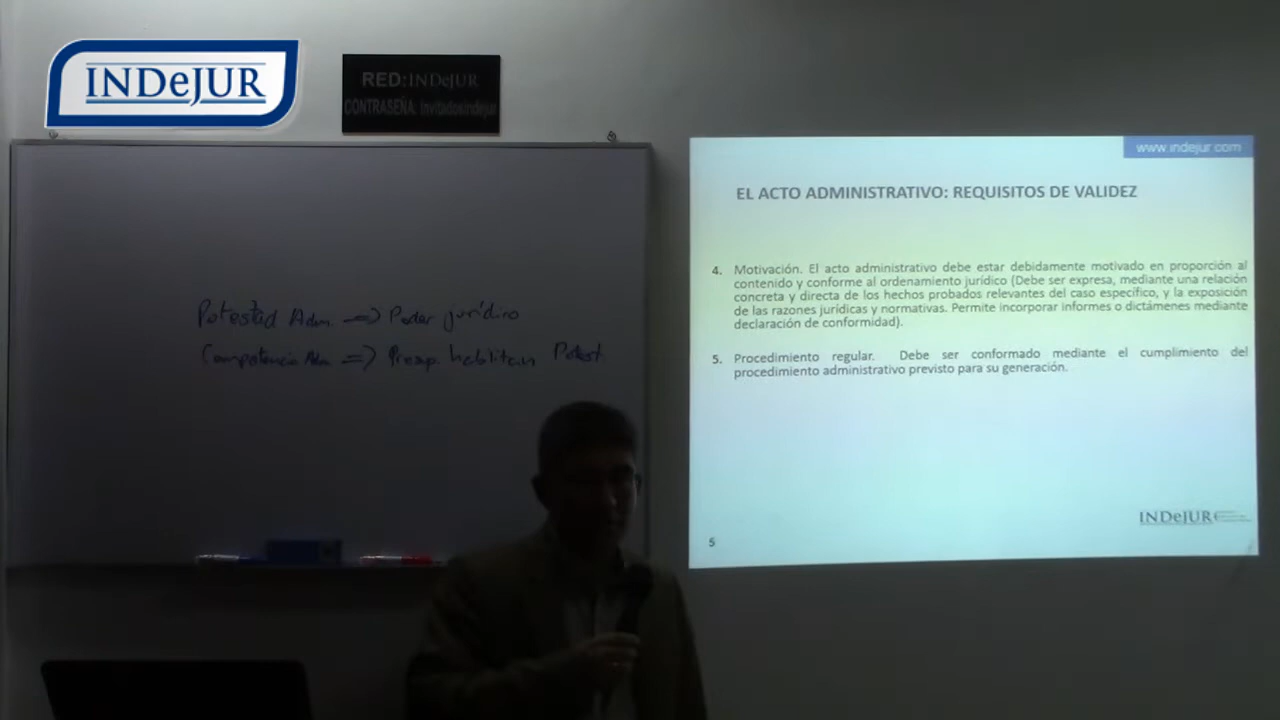 INDeJUR
RED:INDeJUR
CONTRASEÑA: invitadosindejur
www.indejur.com
EL ACTO ADMINISTRATIVO: REQUISITOS DE VALIDEZ
4. Motivación. El acto administrativo debe estar debidamente motivado en proporción al
contenido y conforme al ordenamiento jurídico (Debe ser expresa, mediante una relación
concreta y directa de los hechos probados relevantes del caso específico, y la exposición
de las razones jurídicas y normativas. Permite incorporar informes o dictámenes mediante
declaración de conformidad).
5. Procedimiento regular. Debe ser conformado mediante el cumplimiento del
procedimiento administrativo previsto para su generación.
Potestad Adm. => Poder jurídico
Competencia Adm => Presup. habilitan Potest.
INDeJUR
5